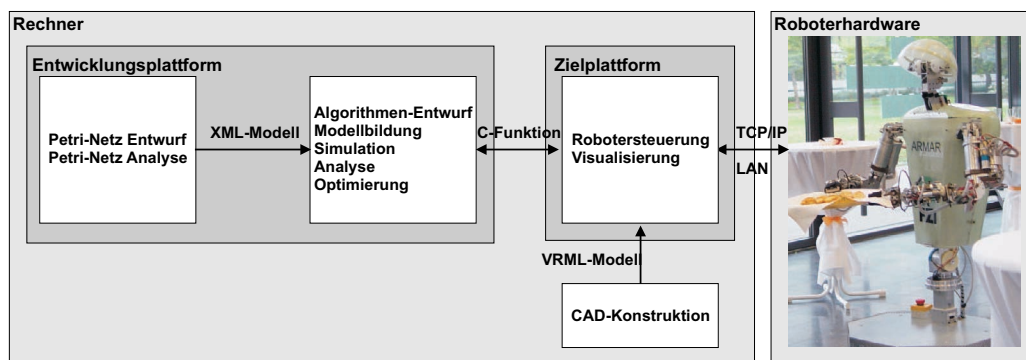 Rechner
Entwicklungsplattform
Petri-Netz Entwurf
Petri-Netz Analyse
XML-Modell
Algorithmen-Entwurf
Modellbildung
Simulation
Analyse
Optimierung
C-Funktion
Zielplattform
Robotersteuerung
Visualisierung
VRML-Modell
CAD-Konstruktion
TCP/IP
LAN
Roboterhardware
ARMAR
FZI